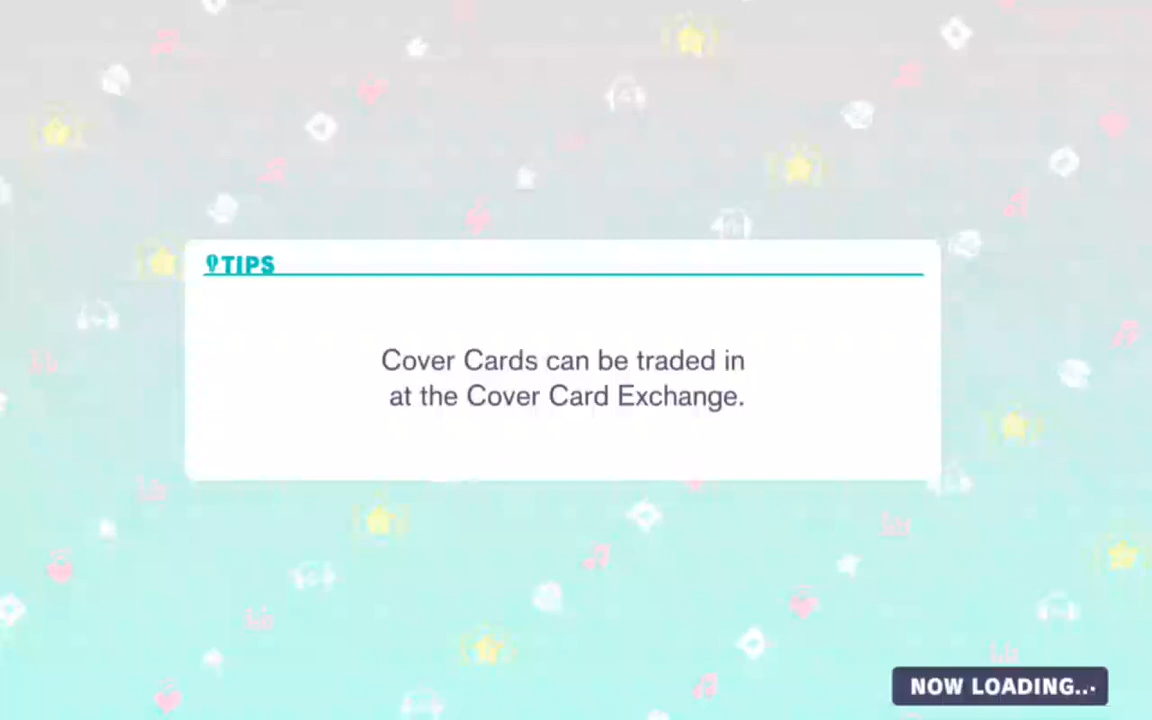 TIPS
Cover Cards can be traded in
at the Cover Card Exchange.
NOW LOADING...